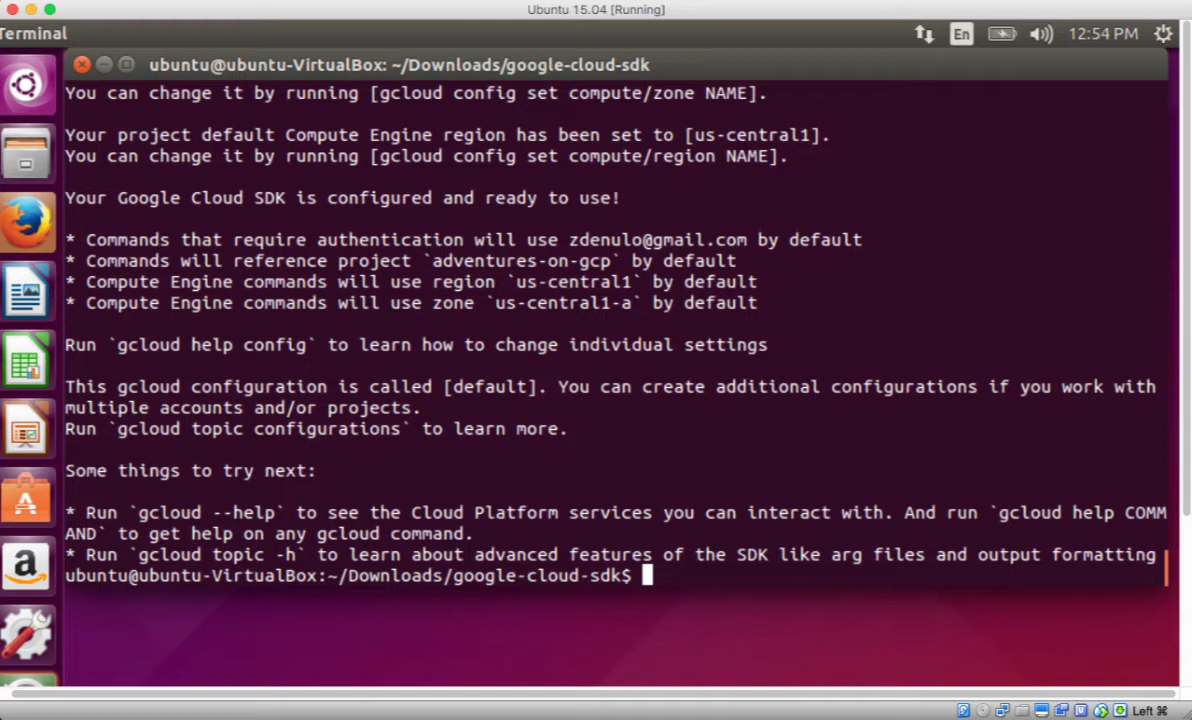 Ubuntu 15.04 [Running]
Terminal
En
12:54 PM
ubuntu@ubuntu-VirtualBox: ~/Downloads/google-cloud-sdk
You can change it by running [gcloud config set compute/zone NAME].
Your project default Compute Engine region has been set to [us-central1].
You can change it by running [gcloud config set compute/region NAME].
Your Google Cloud SDK is configured and ready to use!
* Commands that require authentication will use zdenulo@gmail.com by default
* Commands will reference project `adventures-on-gcp` by default
* Compute Engine commands will use region `us-central1` by default
* Compute Engine commands will use zone `us-central1-a` by default
Run `gcloud help config` to learn how to change individual settings
This gcloud configuration is called [default]. You can create additional configurations if you work with
multiple accounts and/or projects.
Run `gcloud topic configurations` to learn more.
Some things to try next:
* Run `gcloud --help` to see the Cloud Platform services you can interact with. And run `gcloud help COMM
AND` to get help on any gcloud command.
* Run `gcloud topic -h` to learn about advanced features of the SDK like arg files and output formatting
ubuntu@ubuntu-VirtualBox:~/Downloads/google-cloud-sdk$
Left ⌘